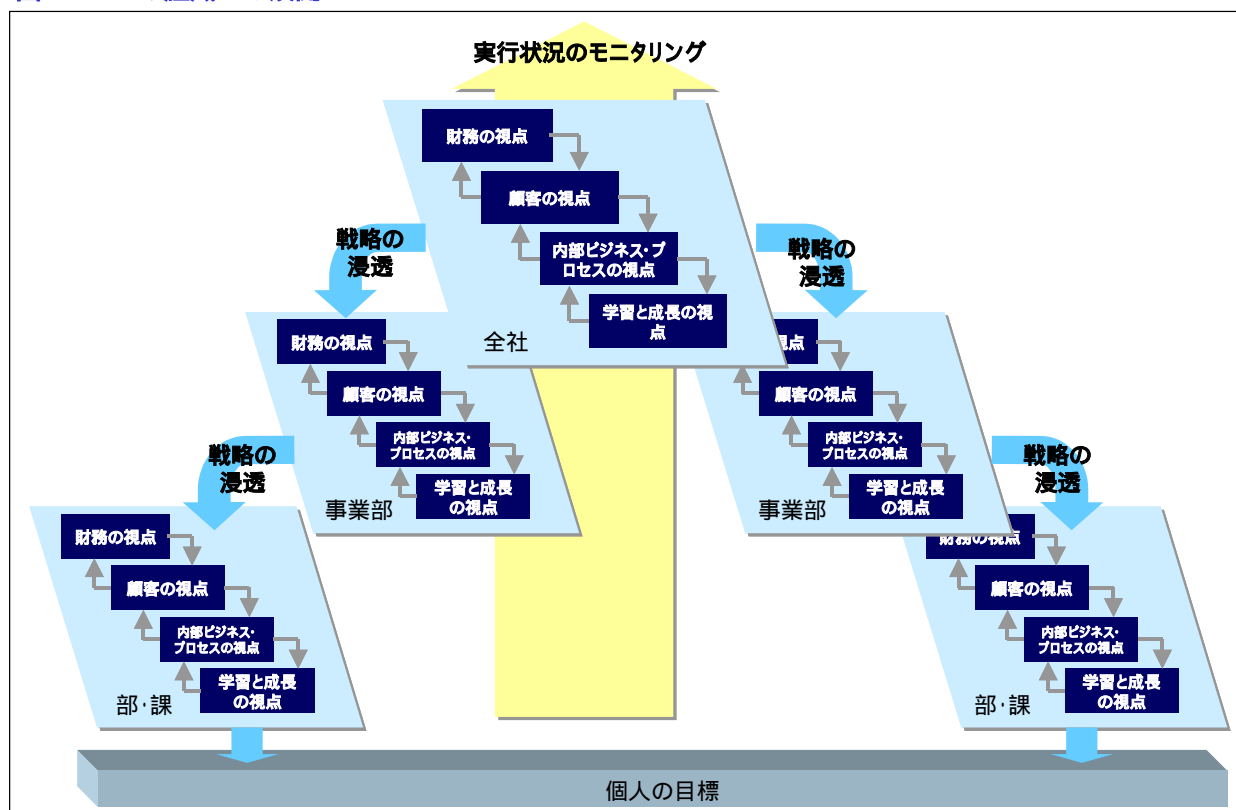 実行状況のモニタリング
財務の視点
顧客の視点
内部ビジネス・プ
ロセスの視点
学習と成長の視
点
全社
戦略の
浸透
戦略の
浸透
財務の視点
顧客の視点
内部ビジネス・
プロセスの視点
学習と成長
の視点
事業部
視点
顧客の視点
内部ビジネス・
プロセスの視点
学習と成長
の視点
事業部
戦略の
浸透
戦略の
浸透
財務の視点
顧客の視点
内部ビジネス・
プロセスの視点
学習と成長
の視点
部・課
財務の視点
顧客の視点
内部ビジネス・
プロセスの視点
学習と成長
の視点
部・課
個人の目標